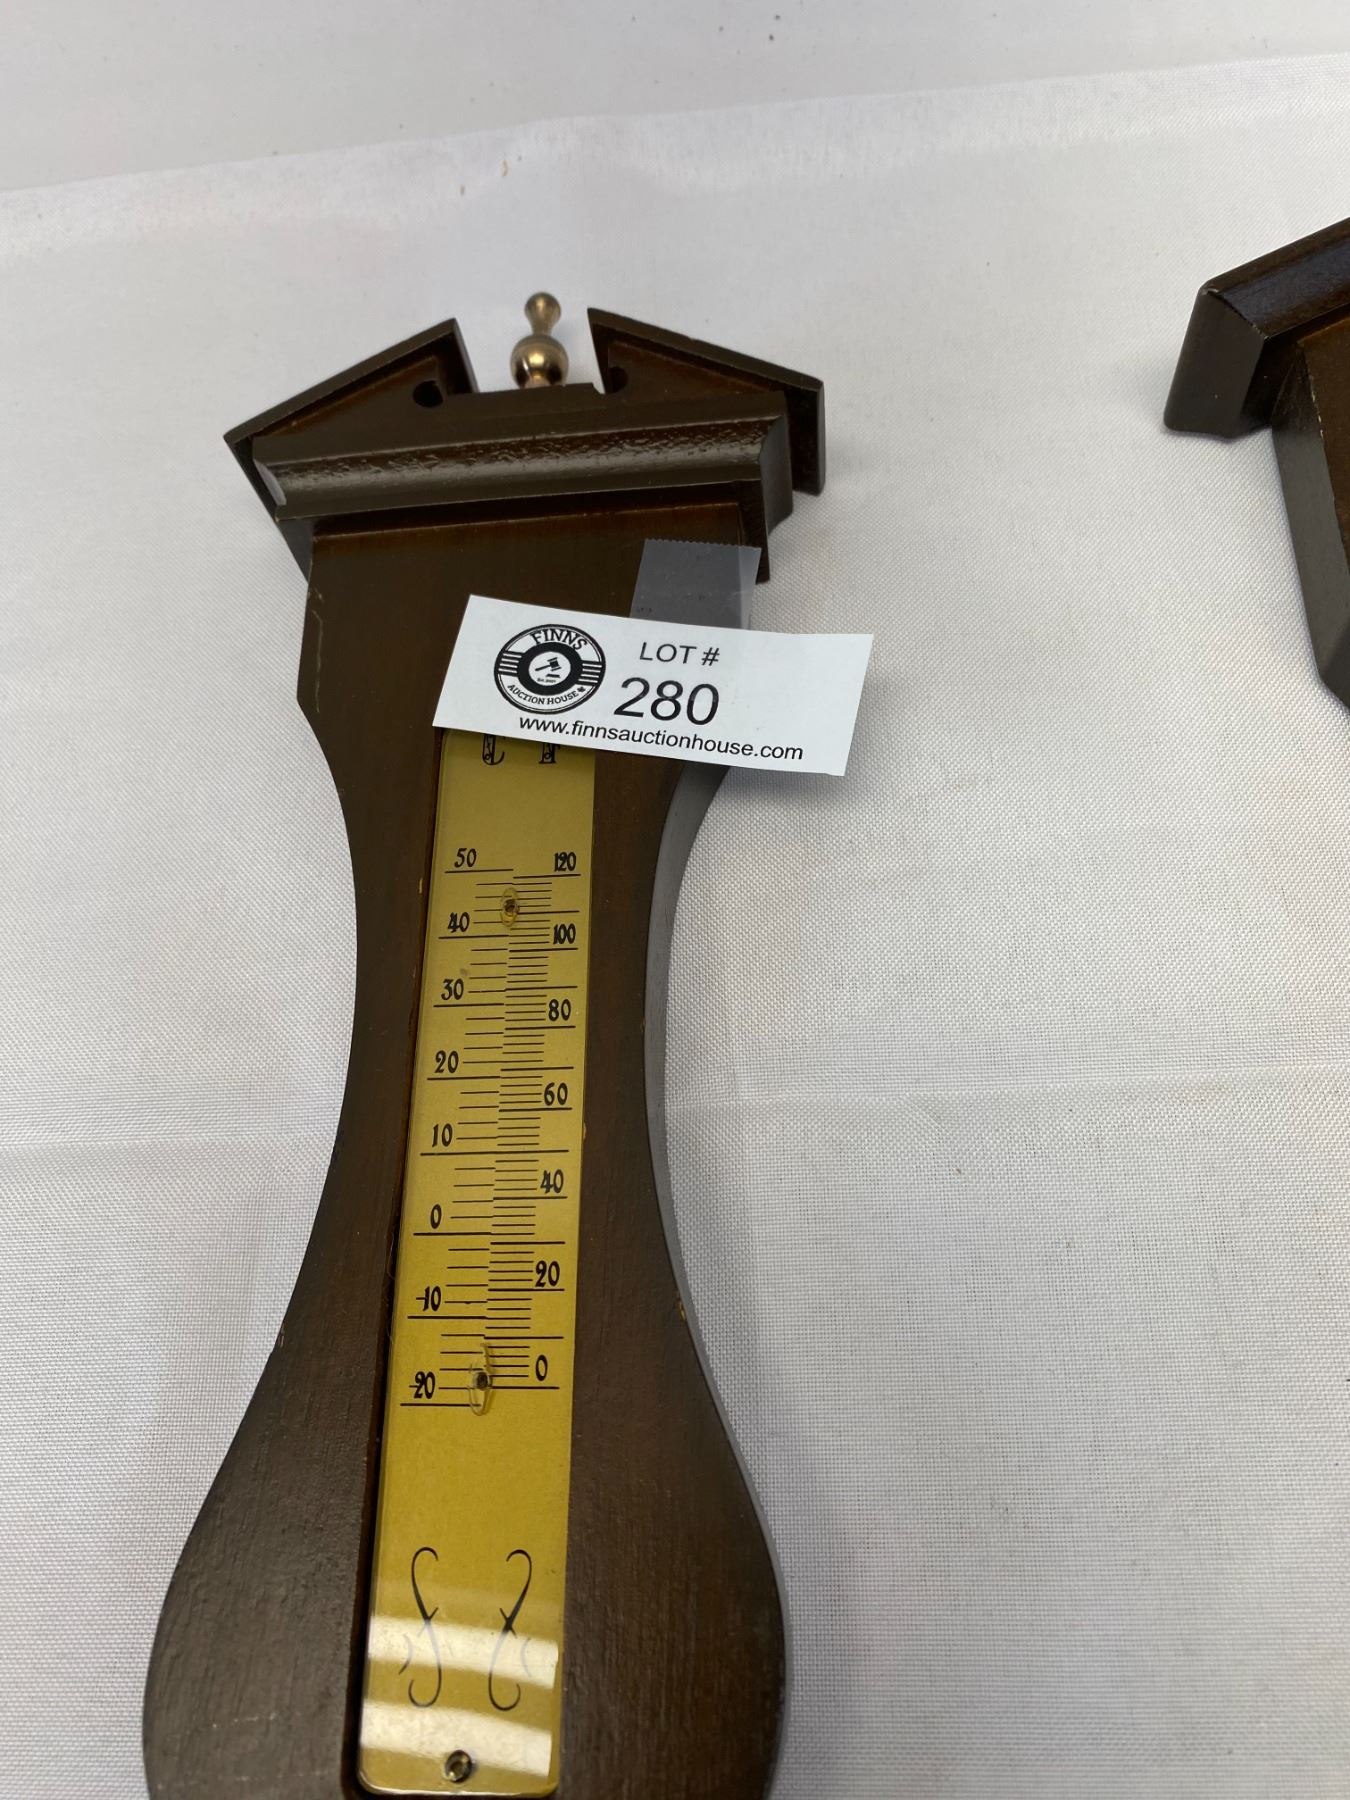 FINNS
AUCTION HOUSE
LOT #
280
www.finnsauctionhouse.com
C F
50 120
40 100
30 80
20 60
10 40
0 20
-10 0
-20